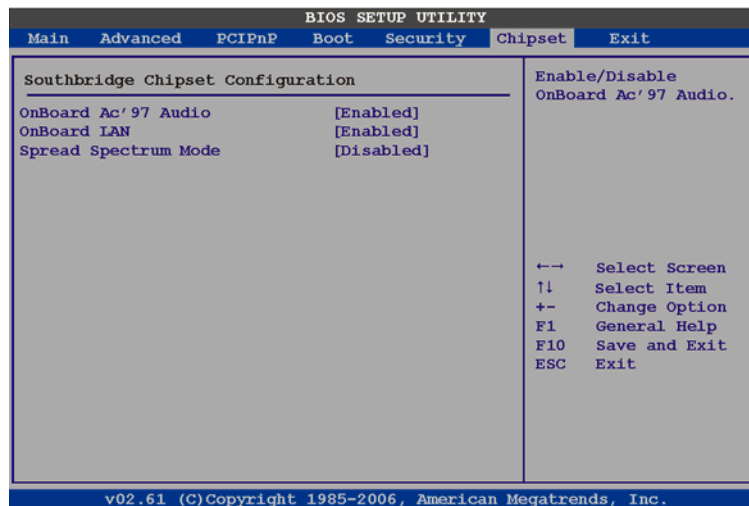 BIOS SETUP UTILITY
Main Advanced PCIPnP Boot Security Chipset Exit
Southbridge Chipset Configuration
OnBoard Ac'97 Audio [Enabled]
OnBoard LAN [Enabled]
Spread Spectrum Mode [Disabled]
Enable/Disable
OnBoard Ac'97 Audio.
←→ Select Screen
↑↓ Select Item
+- Change Option
F1 General Help
F10 Save and Exit
ESC Exit
v02.61 (C)Copyright 1985-2006, American Megatrends, Inc.